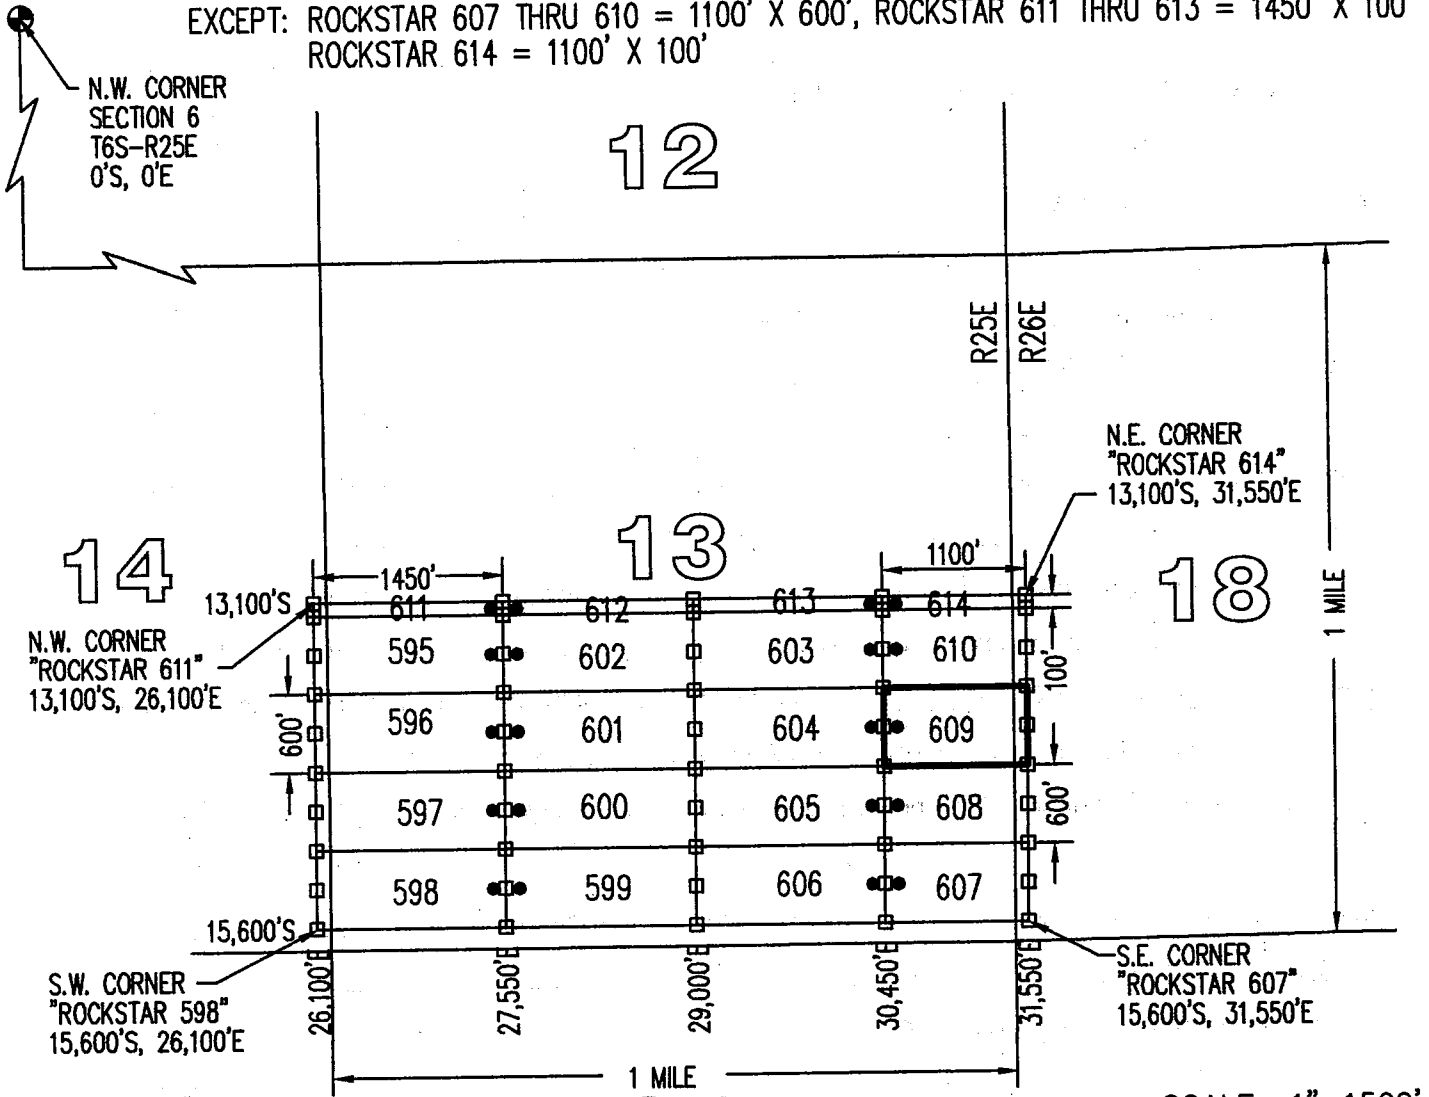 EXCEPT: ROCKSTAR 607 THRU 610 = 1100' X 600', ROCKSTAR 611 THRU 613 = 1450' X 100'
ROCKSTAR 614 = 1100' X 100'
N.W. CORNER
SECTION 6
T6S-R25E
0'S, 0'E
12
R25E
R26E
N.E. CORNER
"ROCKSTAR 614"
13,100'S, 31,550'E
14
13
18
1 MILE
1450'
1100'
13,100'S
611
612
613
614
N.W. CORNER
"ROCKSTAR 611"
13,100'S, 26,100'E
595
602
603
610
100'
600'
596
601
604
609
597
600
605
608
600'
598
599
606
607
15,600'S
S.W. CORNER
"ROCKSTAR 598"
15,600'S, 26,100'E
26,100'E
27,550'E
29,000'E
30,450'E
31,550'E
S.E. CORNER
"ROCKSTAR 607"
15,600'S, 31,550'E
1 MILE